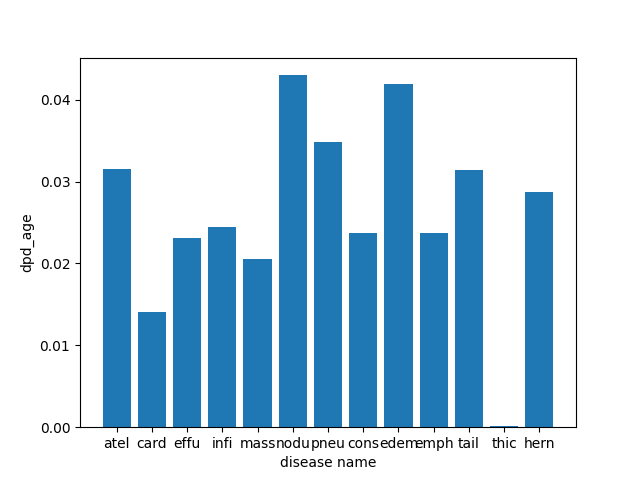 0.04
0.03
0.02
0.01
0.00
dpd_age
atel card effu infi mass nodu pneu cons edem emph tail thic hern
disease name